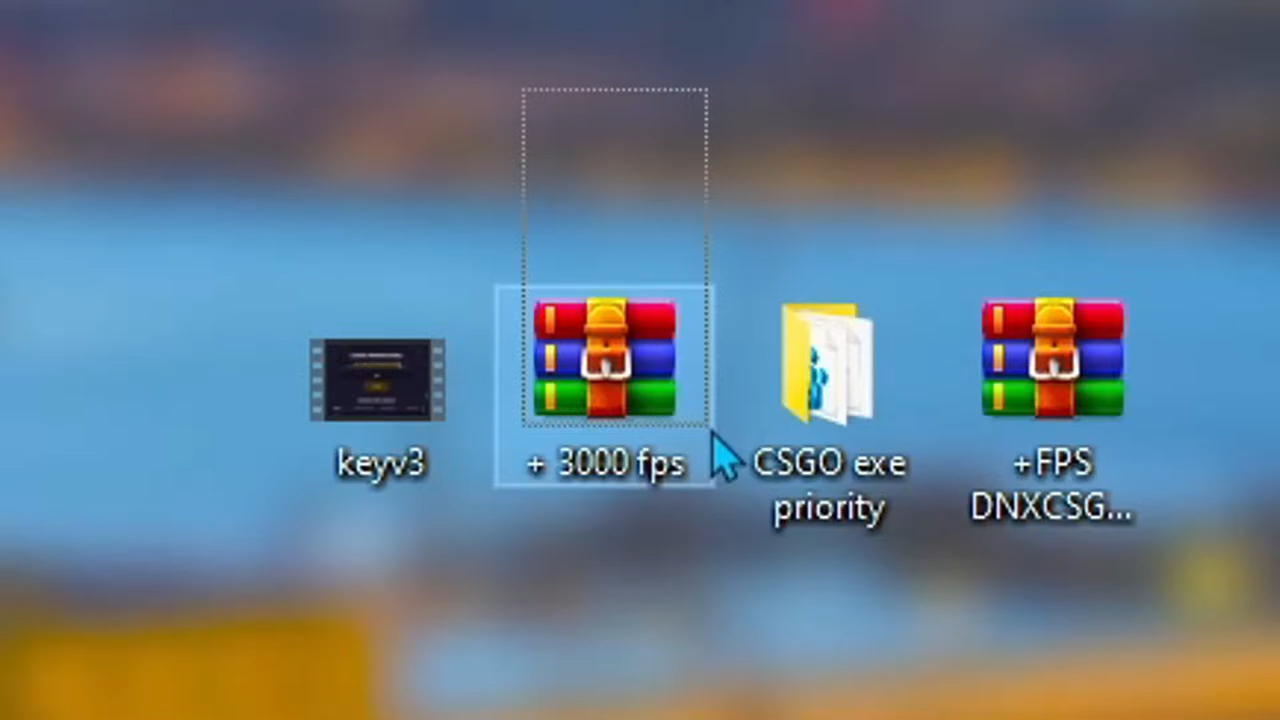 keyv3
+ 3000 fps
CSGO exe
priority
+FPS
DNXCSG...